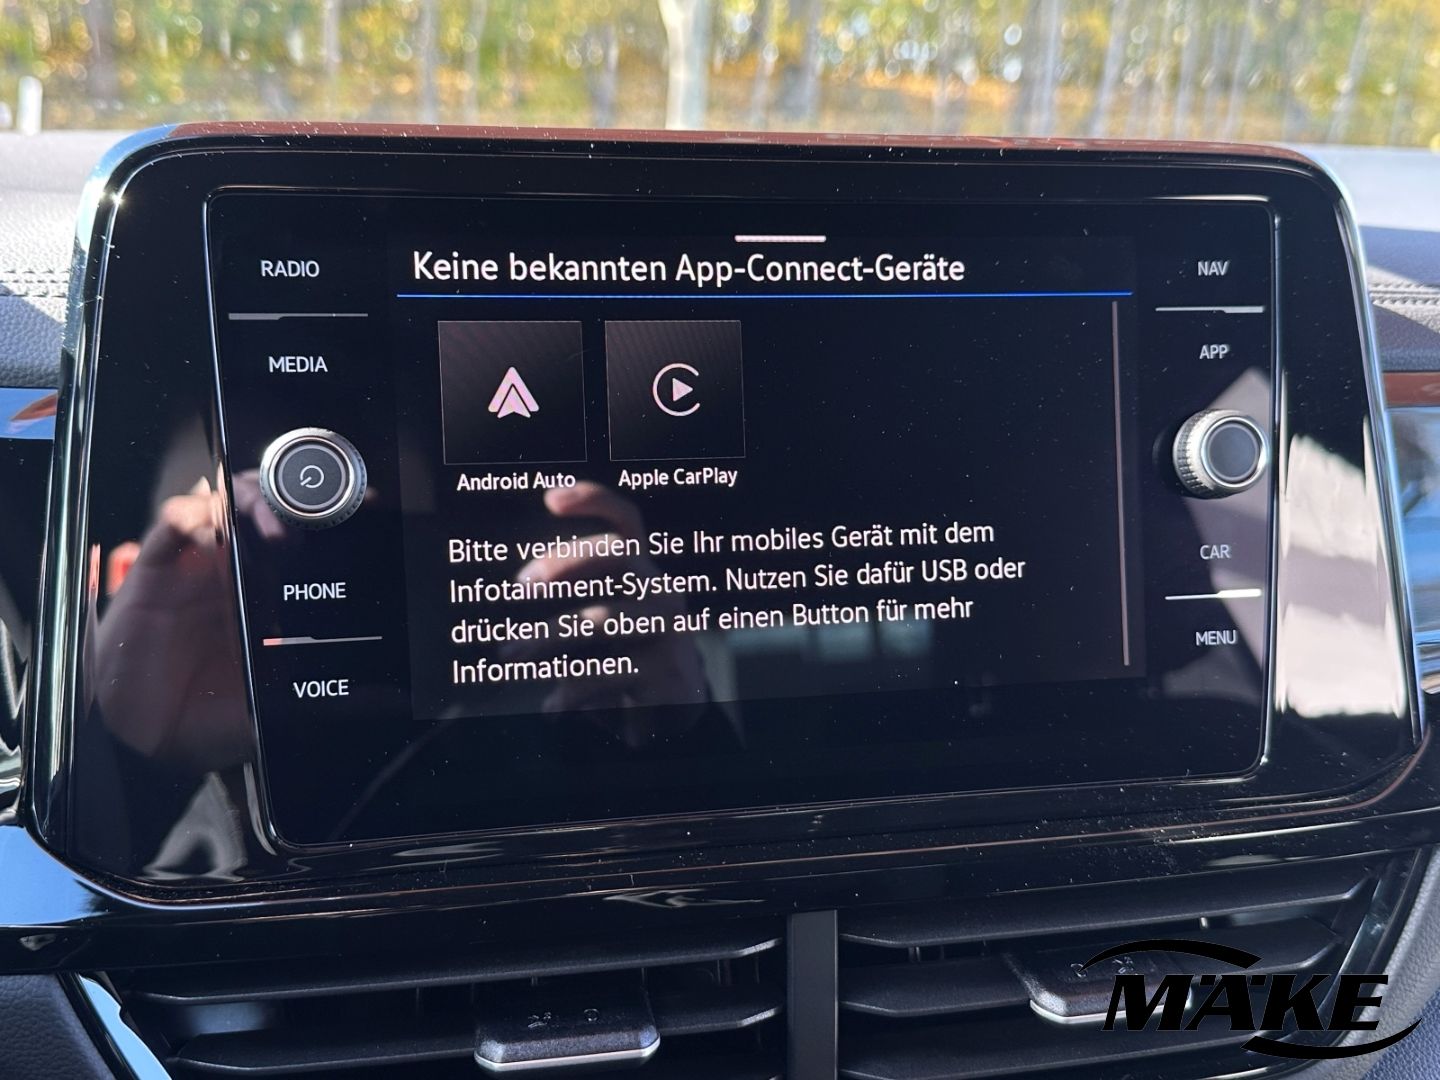 Keine bekannten App-Connect-Geräte
RADIO
MEDIA
PHONE
VOICE
Android Auto
Apple CarPlay
Bitte verbinden Sie Ihr mobiles Gerät mit dem
Infotainment-System. Nutzen Sie dafür USB oder
drücken Sie oben auf einen Button für mehr
Informationen.
NAV
APP
CAR
MENU
MÄKE